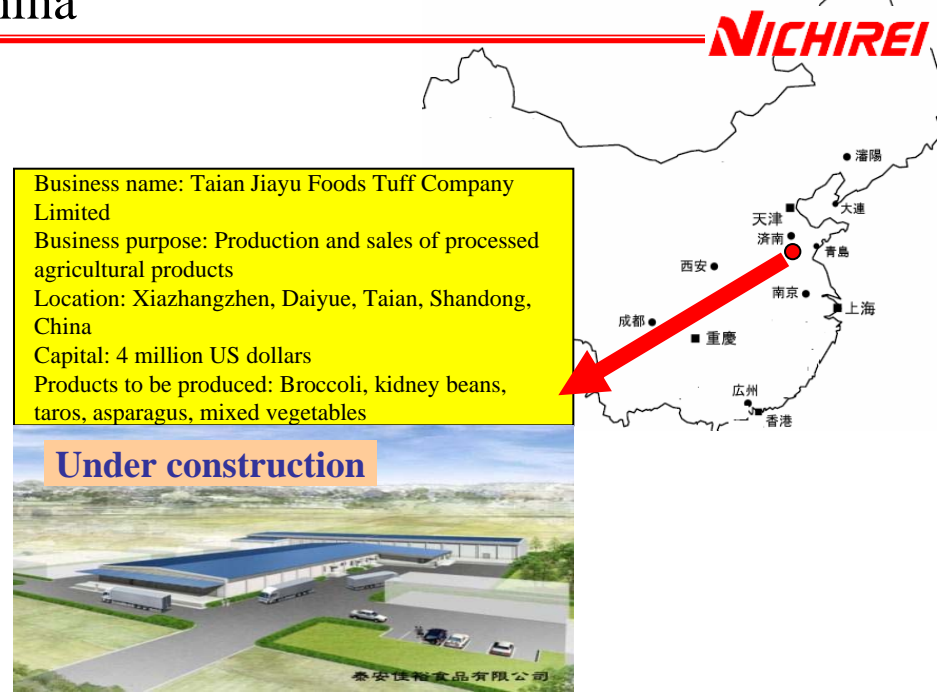 NICHIREI
Business name: Taian Jiayu Foods Tuff Company
Limited
Business purpose: Production and sales of processed
agricultural products
Location: Xiazhangzhen, Daiyue, Taian, Shandong,
China
Capital: 4 million US dollars
Products to be produced: Broccoli, kidney beans,
taros, asparagus, mixed vegetables
瀋陽
大連
天津
済南
青島
西安
南京
上海
成都
重慶
広州
香港
Under construction
泰安佳裕食品有限公司